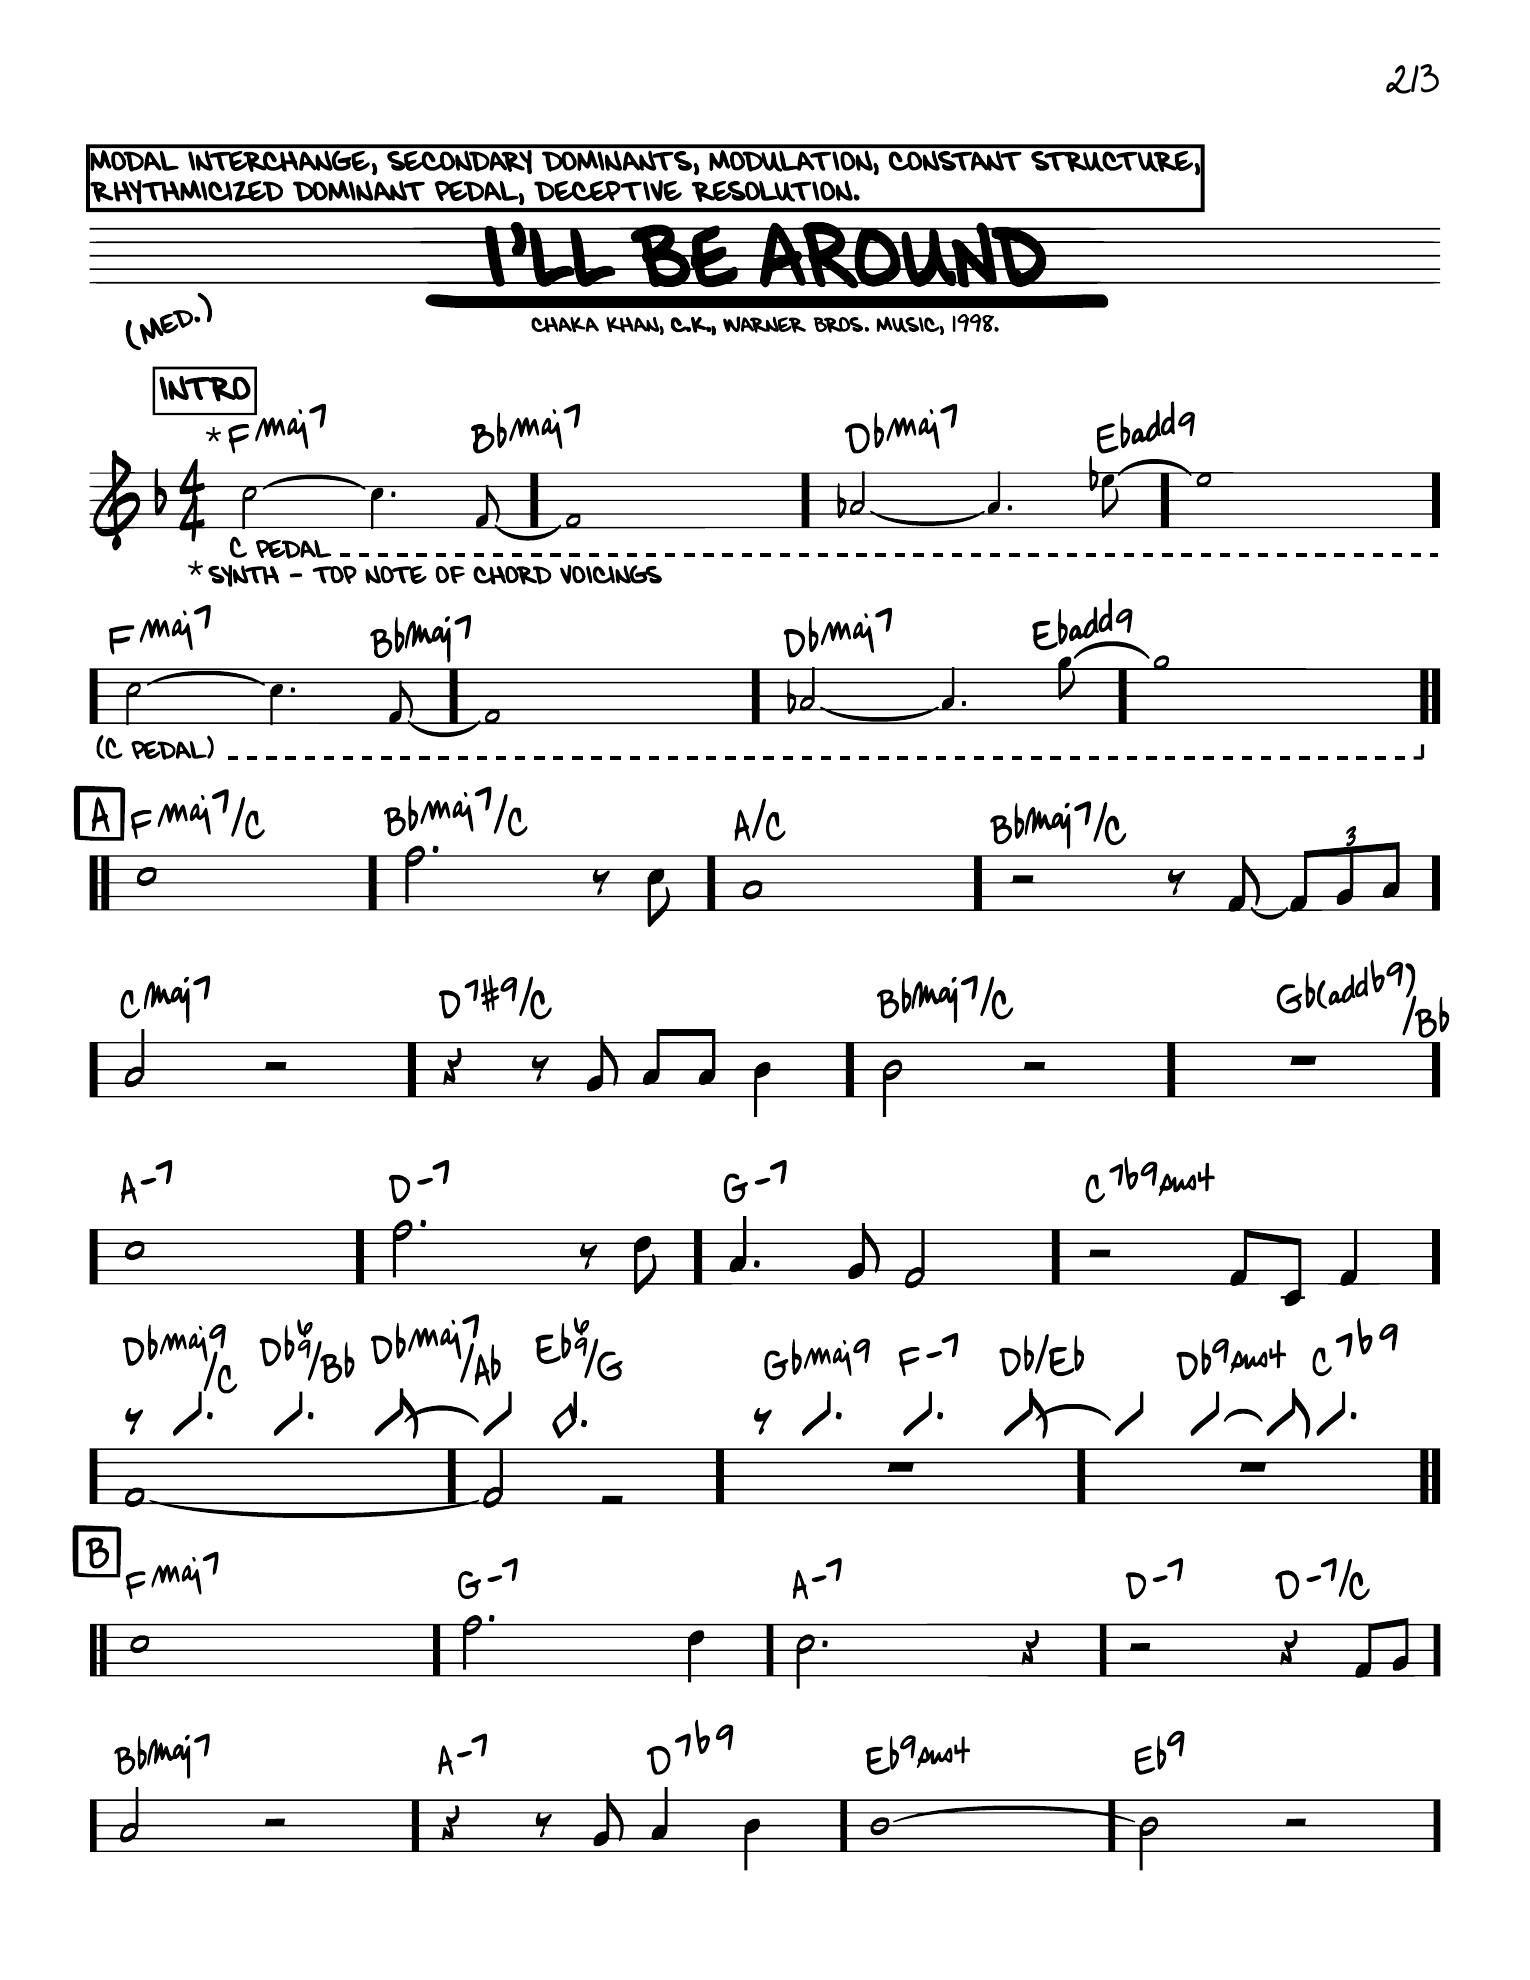 213
MODAL INTERCHANGE, SECONDARY DOMINANTS, MODULATION, CONSTANT STRUCTURE,
RHYTHMICIZED DOMINANT PEDAL, DECEPTIVE RESOLUTION.
I'LL BE AROUND
(MED.)
CHAKA KHAN, C.K., WARNER BROS. MUSIC, 1998.
INTRO
*Fmaj7 Bbmaj7 Dbmaj7 Ebadd9
4
4
C PEDAL
*SYNTH – TOP NOTE OF CHORD VOICINGS
Fmaj7 Bbmaj7 Dbmaj7 Ebadd9
(C PEDAL)
A Fmaj7/C Bbmaj7/C A/C Bbmaj7/C
3
Cmaj7 D7#9/C Bbmaj7/C Gb(addb9)/Bb
A-7 D-7 G-7 C7b9sus4
Dbmaj9/C Db6/9/Bb Dbmaj7/Ab Eb6/9/G Gbmaj9 F-7 Db/Eb Db9sus4 C7b9
B
Fmaj7 G-7 A-7 D-7 D-7/C
Bbmaj7 A-7 D7b9 Eb9sus4 Eb9